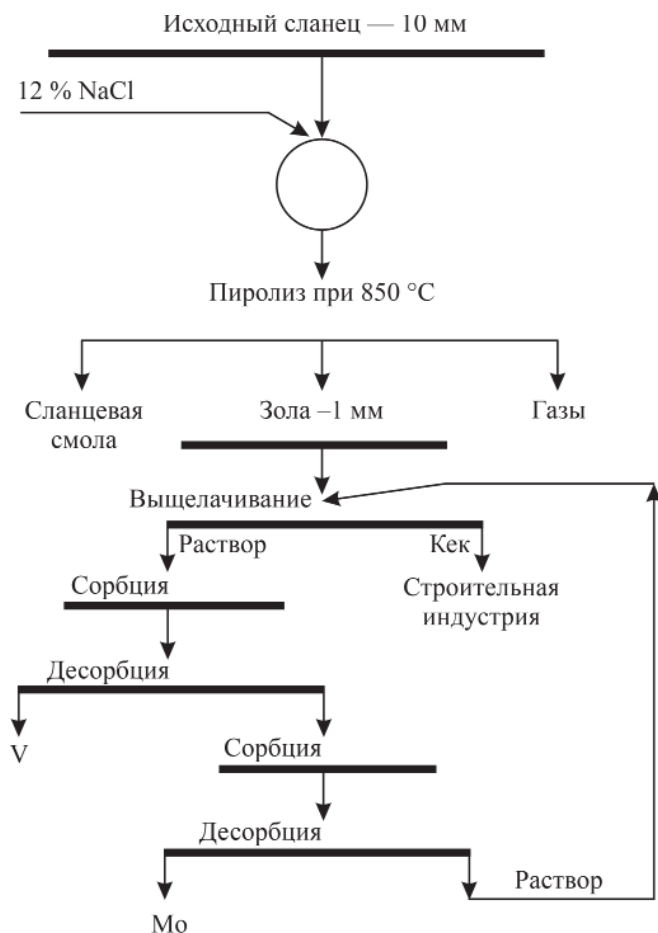 Исходный сланец — 10 мм
12 % NaCl
Пиролиз при 850 °C
Сланцевая
смола
Зола –1 мм
Газы
Выщелачивание
Раствор
Кек
Сорбция
Строительная
индустрия
Десорбция
V
Сорбция
Десорбция
Раствор
Mo